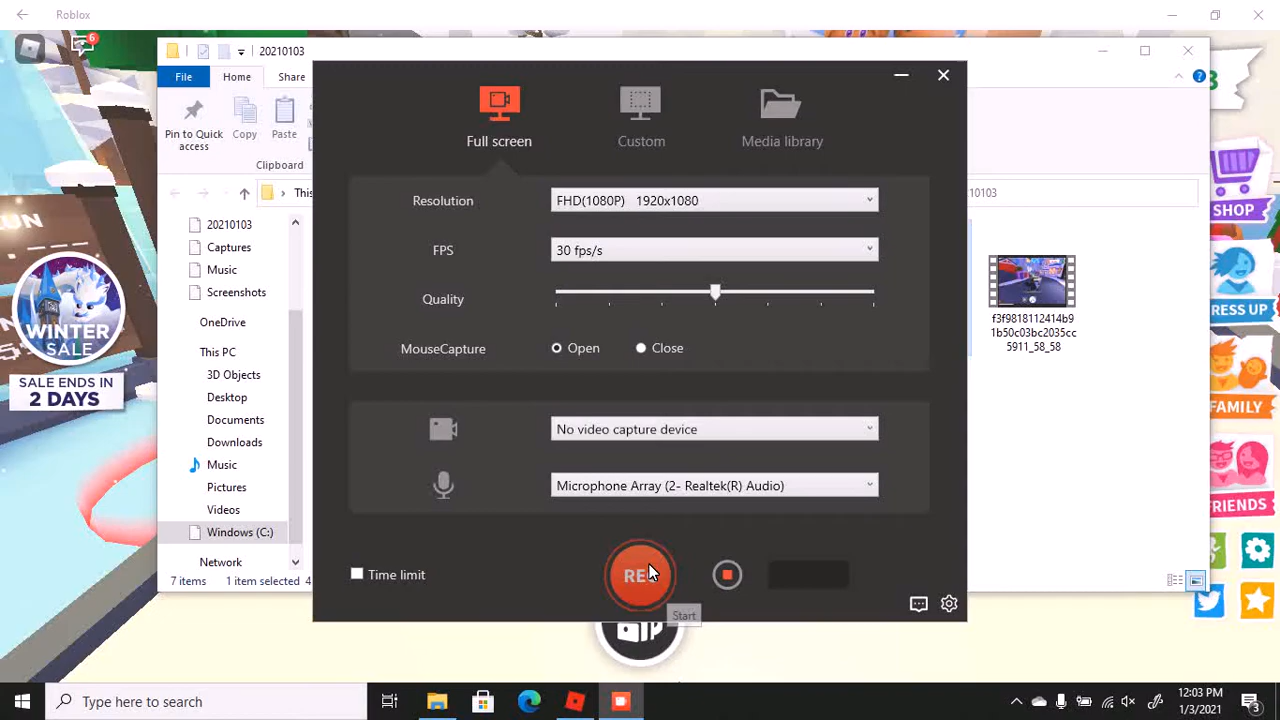 Roblox
6
20210103
File
Home
Share
Pin to Quick
access
Copy
Paste
Clipboard
This
20210103
Captures
Music
Screenshots
OneDrive
This PC
3D Objects
Desktop
Documents
Downloads
Music
Pictures
Videos
Windows (C:)
Network
7 items
1 item selected
WINTER
SALE
SALE ENDS IN
2 DAYS
Full screen
Custom
Media library
Resolution
FHD(1080P) 1920x1080
FPS
30 fps/s
Quality
MouseCapture
Open
Close
No video capture device
Microphone Array (2- Realtek(R) Audio)
Time limit
Start
f3f9818112414b9
1b50c03bc2035cc
5911_58_58
SHOP
FAMILY
Type here to search
12:03 PM
1/3/2021
3